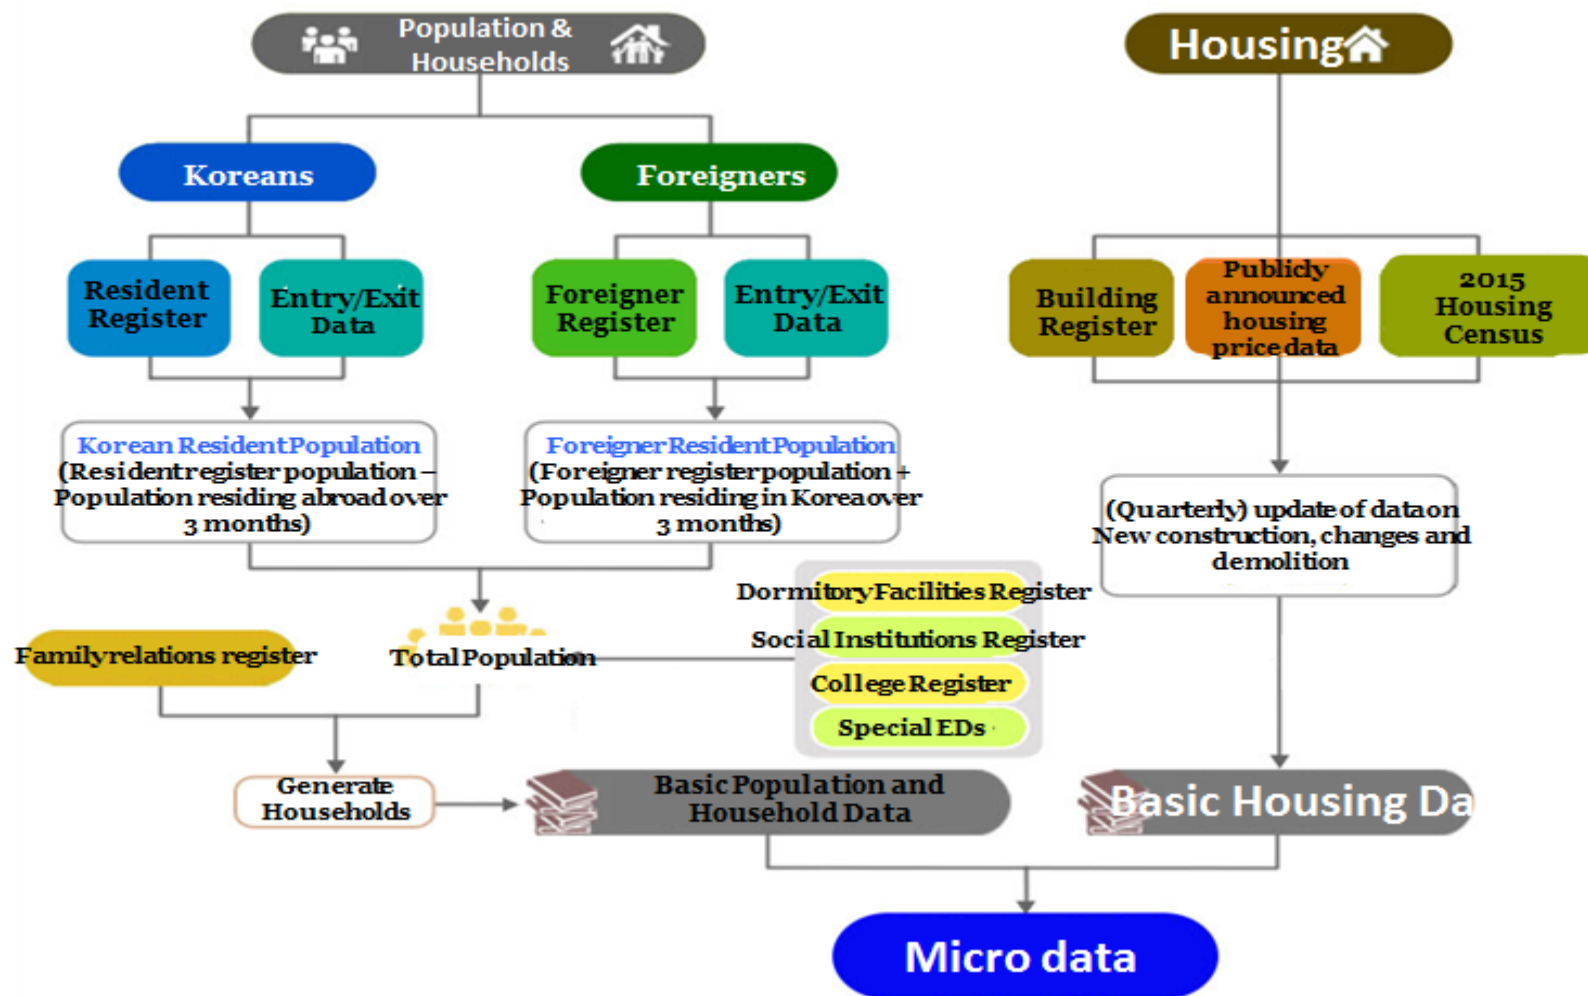 Population &
Households
Housing
Koreans
Foreigners
Resident
Register
Entry/Exit
Data
Foreigner
Register
Entry/Exit
Data
Building
Register
Publicly
announced
housing
price data
2015
Housing
Census
Korean Resident Population
(Resident register population –
Population residing abroad over
3 months)
Foreigner Resident Population
(Foreigner register population +
Population residing in Korea over
3 months)
(Quarterly) update of data on
New construction, changes and
demolition
Dormitory Facilities Register
Social Institutions Register
College Register
Special EDs
Family relations register
Total Population
Generate
Households
Basic Population and
Household Data
Basic Housing Da
Micro data